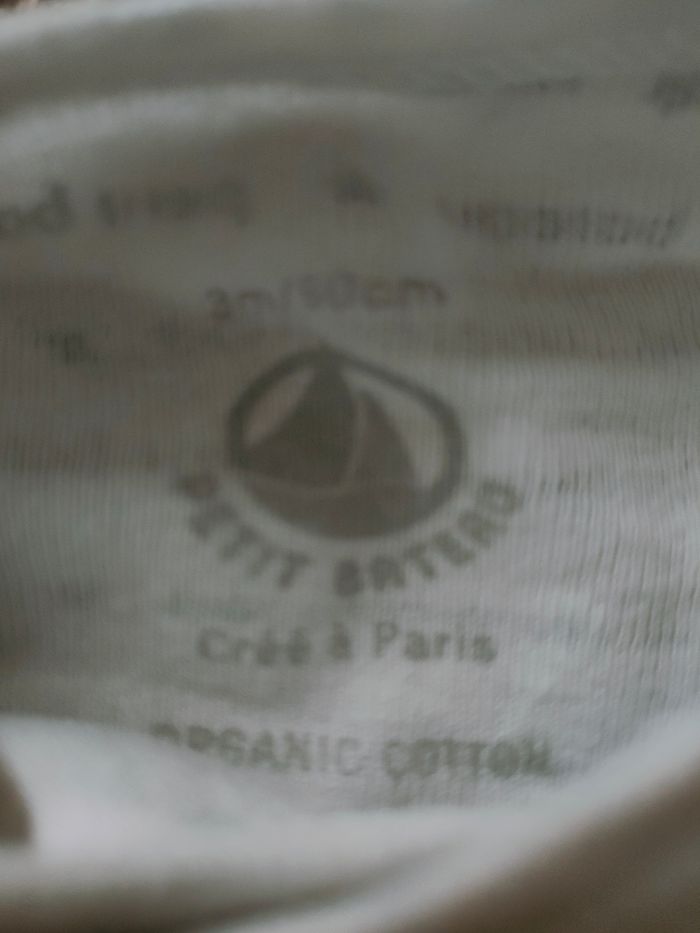 3m/60cm
PETIT BATEAU
Créé à Paris
ORGANIC COTTON